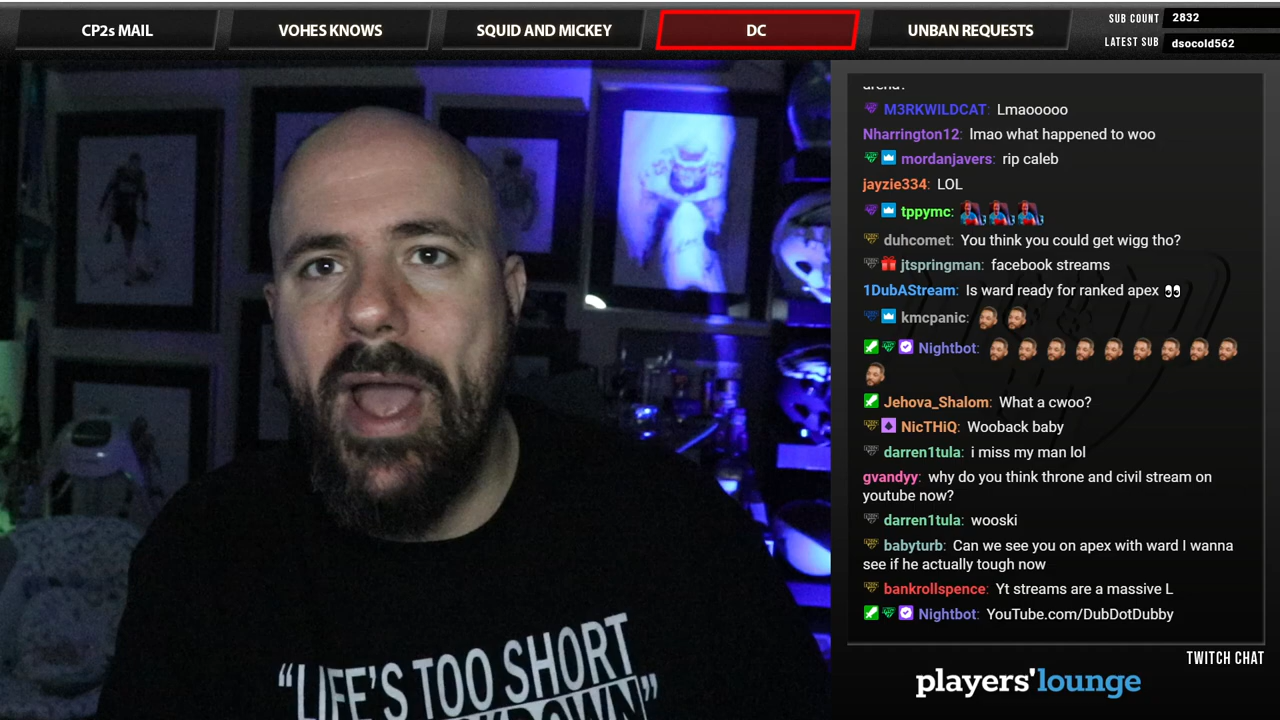 CP2s MAIL
VOHES KNOWS
SQUID AND MICKEY
DC
UNBAN REQUESTS
SUB COUNT 2832
LATEST SUB dsocold562
M3RKWILDCAT: Lmaooooo
Nharrington12: lmao what happened to woo
mordanjavers: rip caleb
jayzie334: LOL
tppymc:
duhcomet: You think you could get wigg tho?
jtspringman: facebook streams
1DubAStream: Is ward ready for ranked apex 👀
kmcpanic:
Nightbot:
Jehova_Shalom: What a cwoo?
NicTHiQ: Wooback baby
darren1tula: i miss my man lol
gvandyy: why do you think throne and civil stream on
youtube now?
darren1tula: wooski
babyturb: Can we see you on apex with ward I wanna
see if he actually tough now
bankrollspence: Yt streams are a massive L
Nightbot: YouTube.com/DubDotDubby
TWITCH CHAT
players'lounge
“LIFE'S TOO SHORT